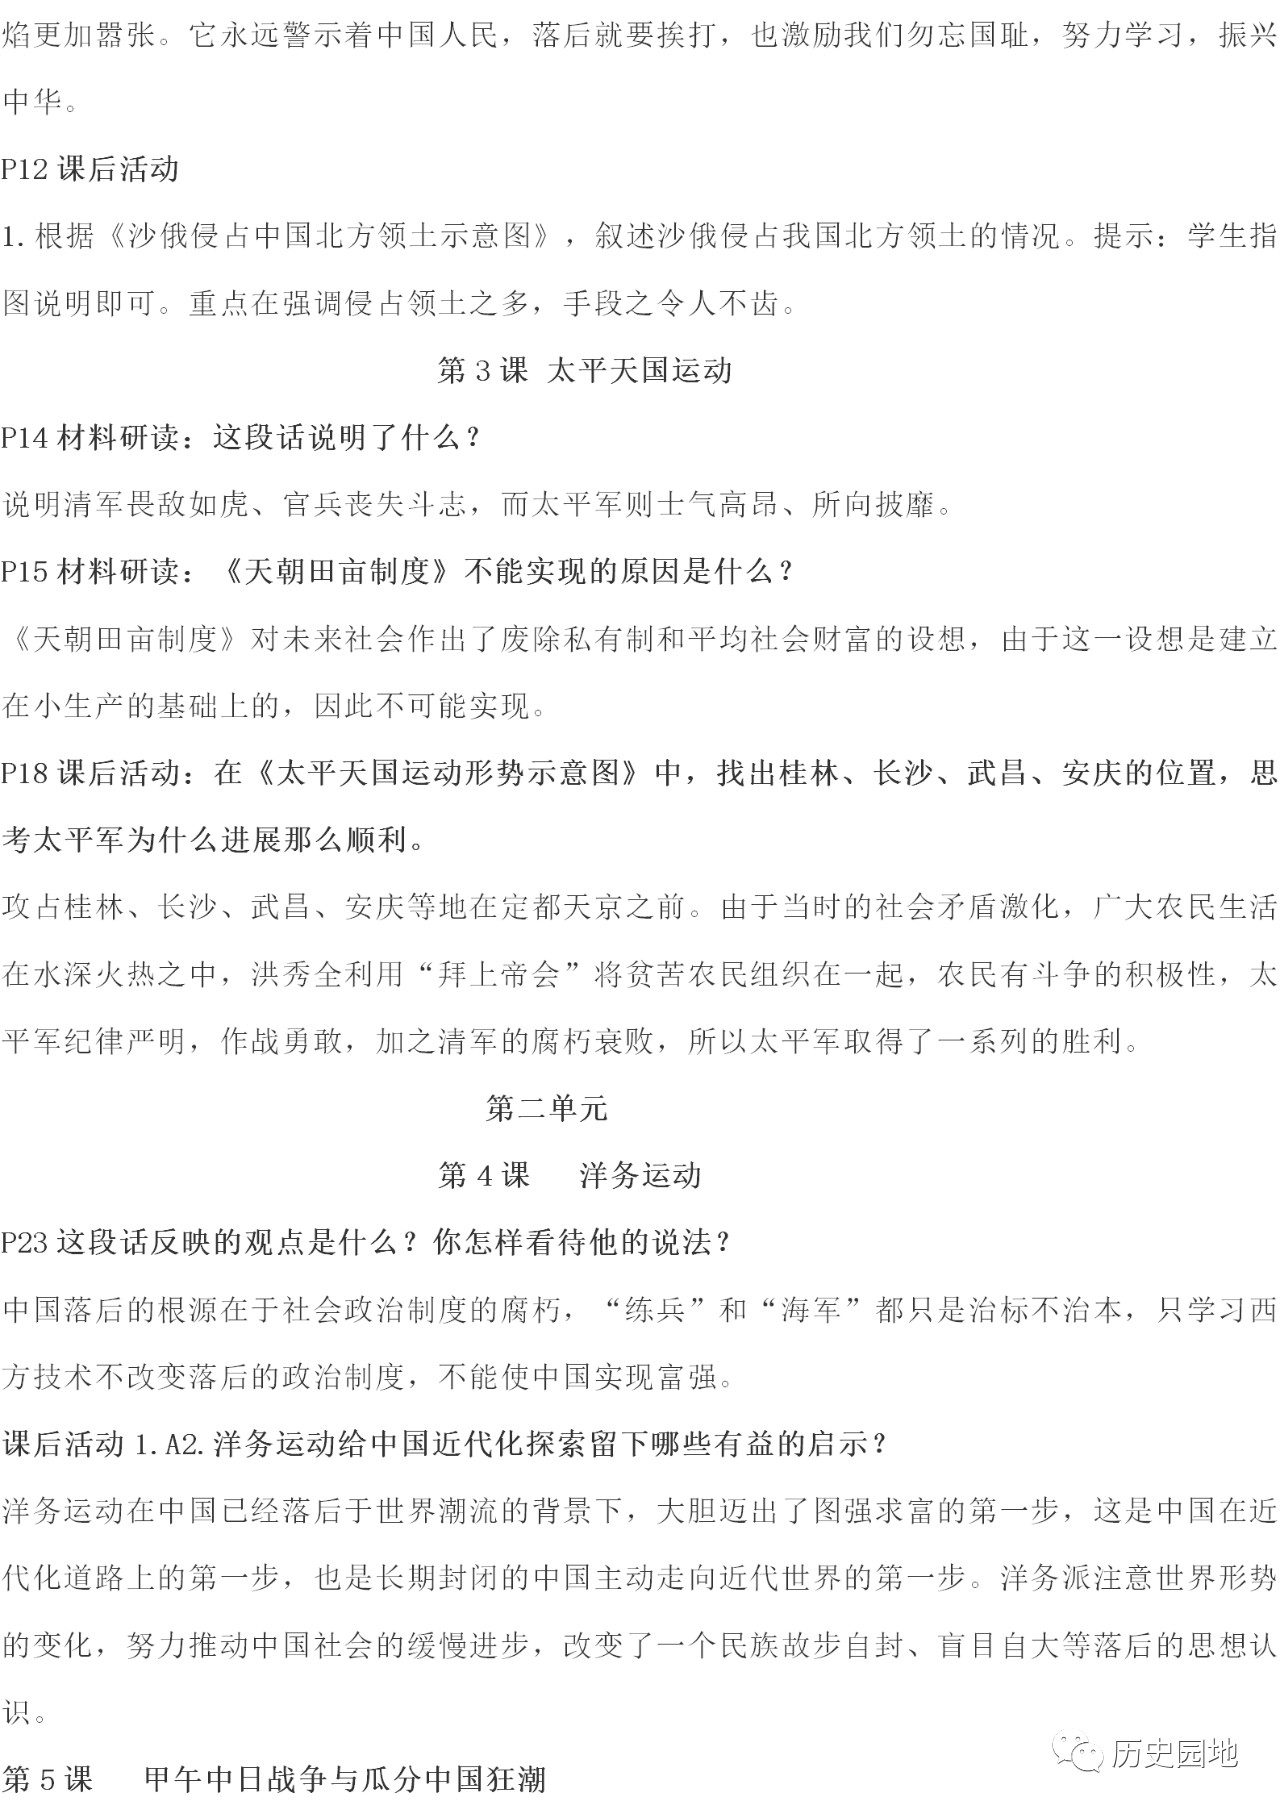 焰更加嚣张。它永远警示着中国人民，落后就要挨打，也激励我们勿忘国耻，努力学习，振兴
中华。
P12 课后活动
1. 根据《沙俄侵占中国北方领土示意图》，叙述沙俄侵占我国北方领土的情况。提示：学生指
图说明即可。重点在强调侵占领土之多，手段之令人不齿。
第 3 课 太平天国运动
P14 材料研读：这段话说明了什么？
说明清军畏敌如虎、官兵丧失斗志，而太平军则士气高昂、所向披靡。
P15 材料研读：《天朝田亩制度》不能实现的原因是什么？
《天朝田亩制度》对未来社会作出了废除私有制和平均社会财富的设想，由于这一设想是建立
在小生产的基础上的，因此不可能实现。
P18 课后活动：在《太平天国运动形势示意图》中，找出桂林、长沙、武昌、安庆的位置，思
考太平军为什么进展那么顺利。
攻占桂林、长沙、武昌、安庆等地在定都天京之前。由于当时的社会矛盾激化，广大农民生活
在水深火热之中，洪秀全利用“拜上帝会”将贫苦农民组织在一起，农民有斗争的积极性，太
平军纪律严明，作战勇敢，加之清军的腐朽衰败，所以太平军取得了一系列的胜利。
第二单元
第 4 课 洋务运动
P23 这段话反映的观点是什么？你怎样看待他的说法？
中国落后的根源在于社会政治制度的腐朽，“练兵”和“海军”都只是治标不治本，只学习西
方技术不改变落后的政治制度，不能使中国实现富强。
课后活动 1. A2. 洋务运动给中国近代化探索留下哪些有益的启示？
洋务运动在中国已经落后于世界潮流的背景下，大胆迈出了图强求富的第一步，这是中国在近
代化道路上的第一步，也是长期封闭的中国主动走向近代世界的第一步。洋务派注意世界形势
的变化，努力推动中国社会的缓慢进步，改变了一个民族故步自封、盲目自大等落后的思想认
识。
历史园地
第 5 课 甲午中日战争与瓜分中国狂潮